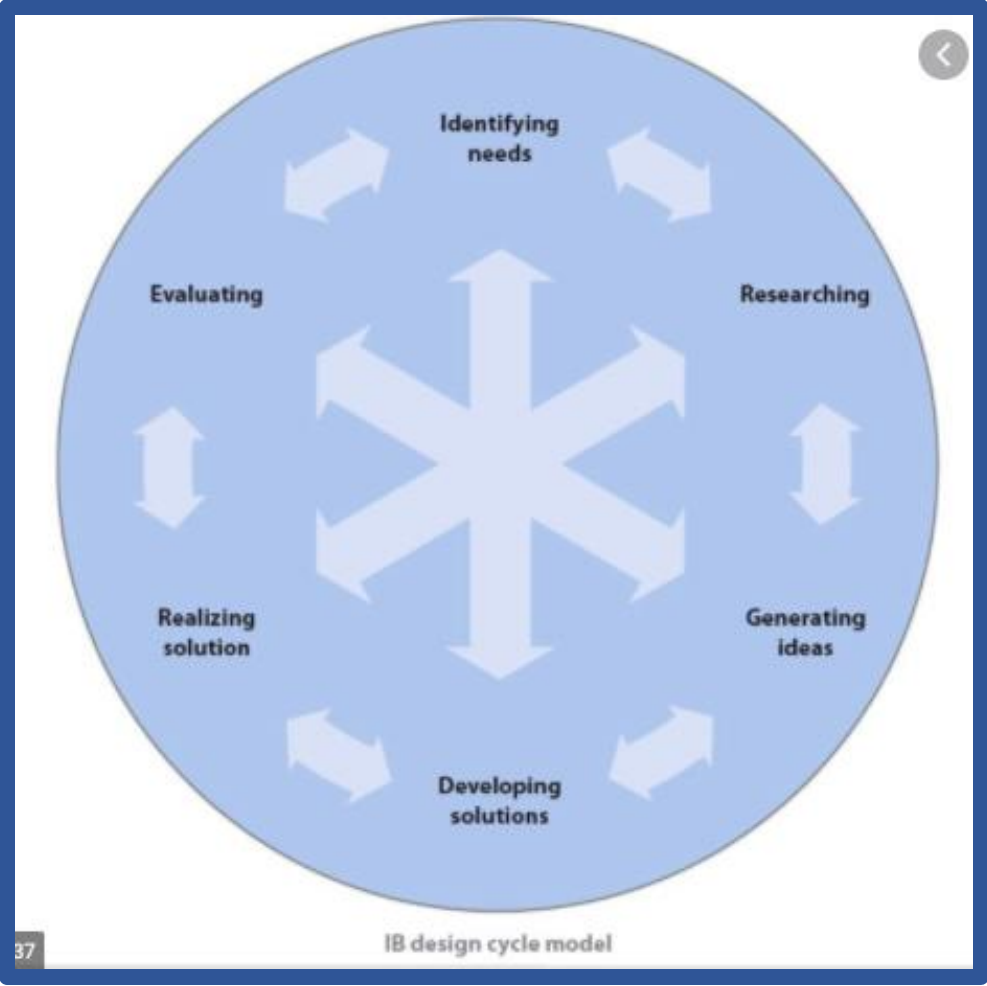 Identifying
needs
Evaluating
Researching
Realizing
solution
Generating
ideas
Developing
solutions
IB design cycle model
37